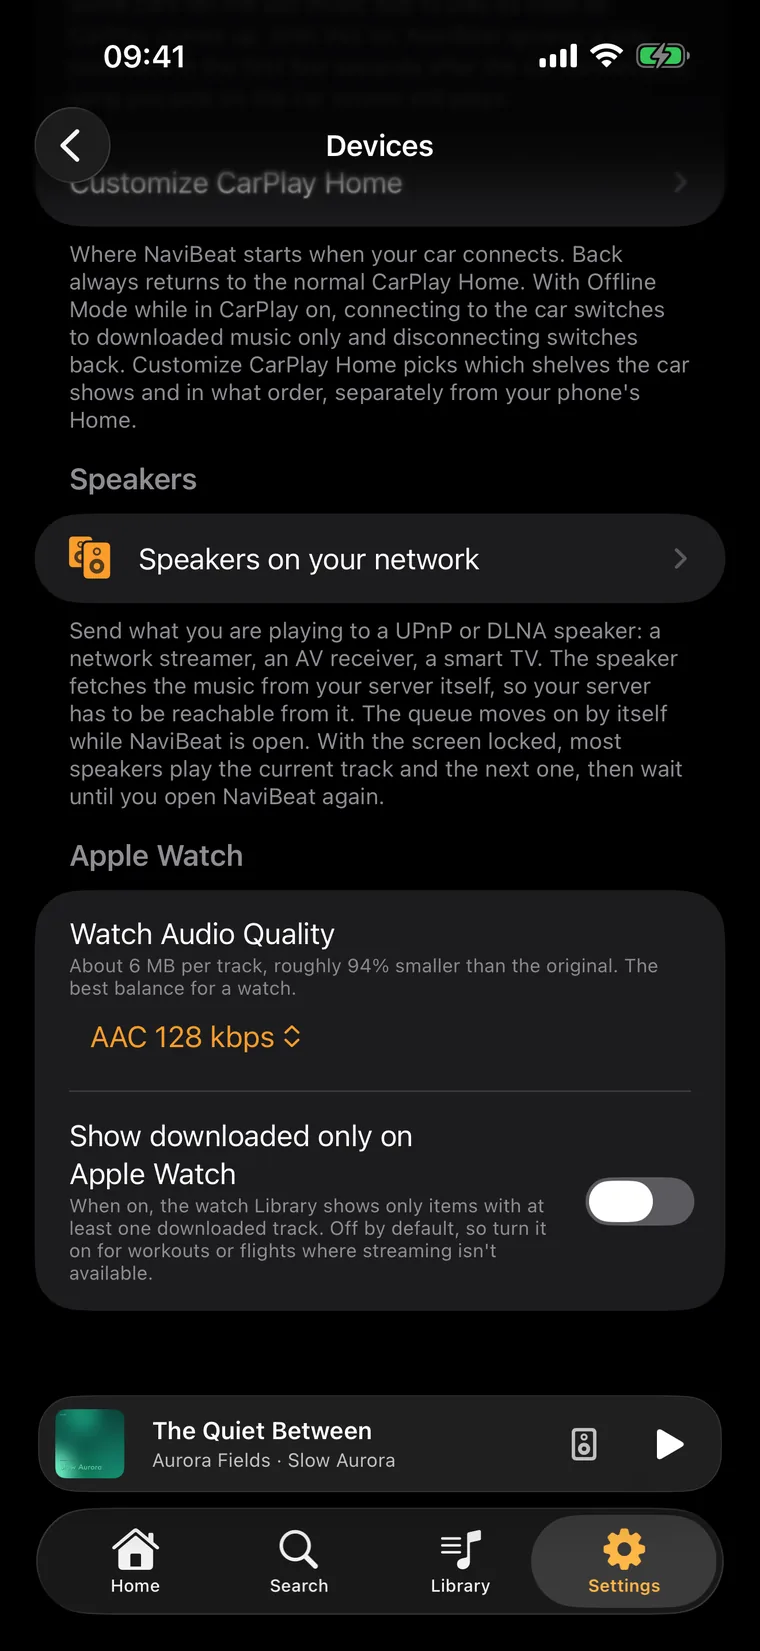 09:41
Devices
Customize CarPlay Home
Where NaviBeat starts when your car connects. Back
always returns to the normal CarPlay Home. With Offline
Mode while in CarPlay on, connecting to the car switches
to downloaded music only and disconnecting switches
back. Customize CarPlay Home picks which shelves the car
shows and in what order, separately from your phone's
Home.
Speakers
Speakers on your network
Send what you are playing to a UPnP or DLNA speaker: a
network streamer, an AV receiver, a smart TV. The speaker
fetches the music from your server itself, so your server
has to be reachable from it. The queue moves on by itself
while NaviBeat is open. With the screen locked, most
speakers play the current track and the next one, then wait
until you open NaviBeat again.
Apple Watch
Watch Audio Quality
About 6 MB per track, roughly 94% smaller than the original. The
best balance for a watch.
AAC 128 kbps
Show downloaded only on
Apple Watch
When on, the watch Library shows only items with at
least one downloaded track. Off by default, so turn it
on for workouts or flights where streaming isn't
available.
The Quiet Between
Aurora Fields · Slow Aurora
Home
Search
Library
Settings